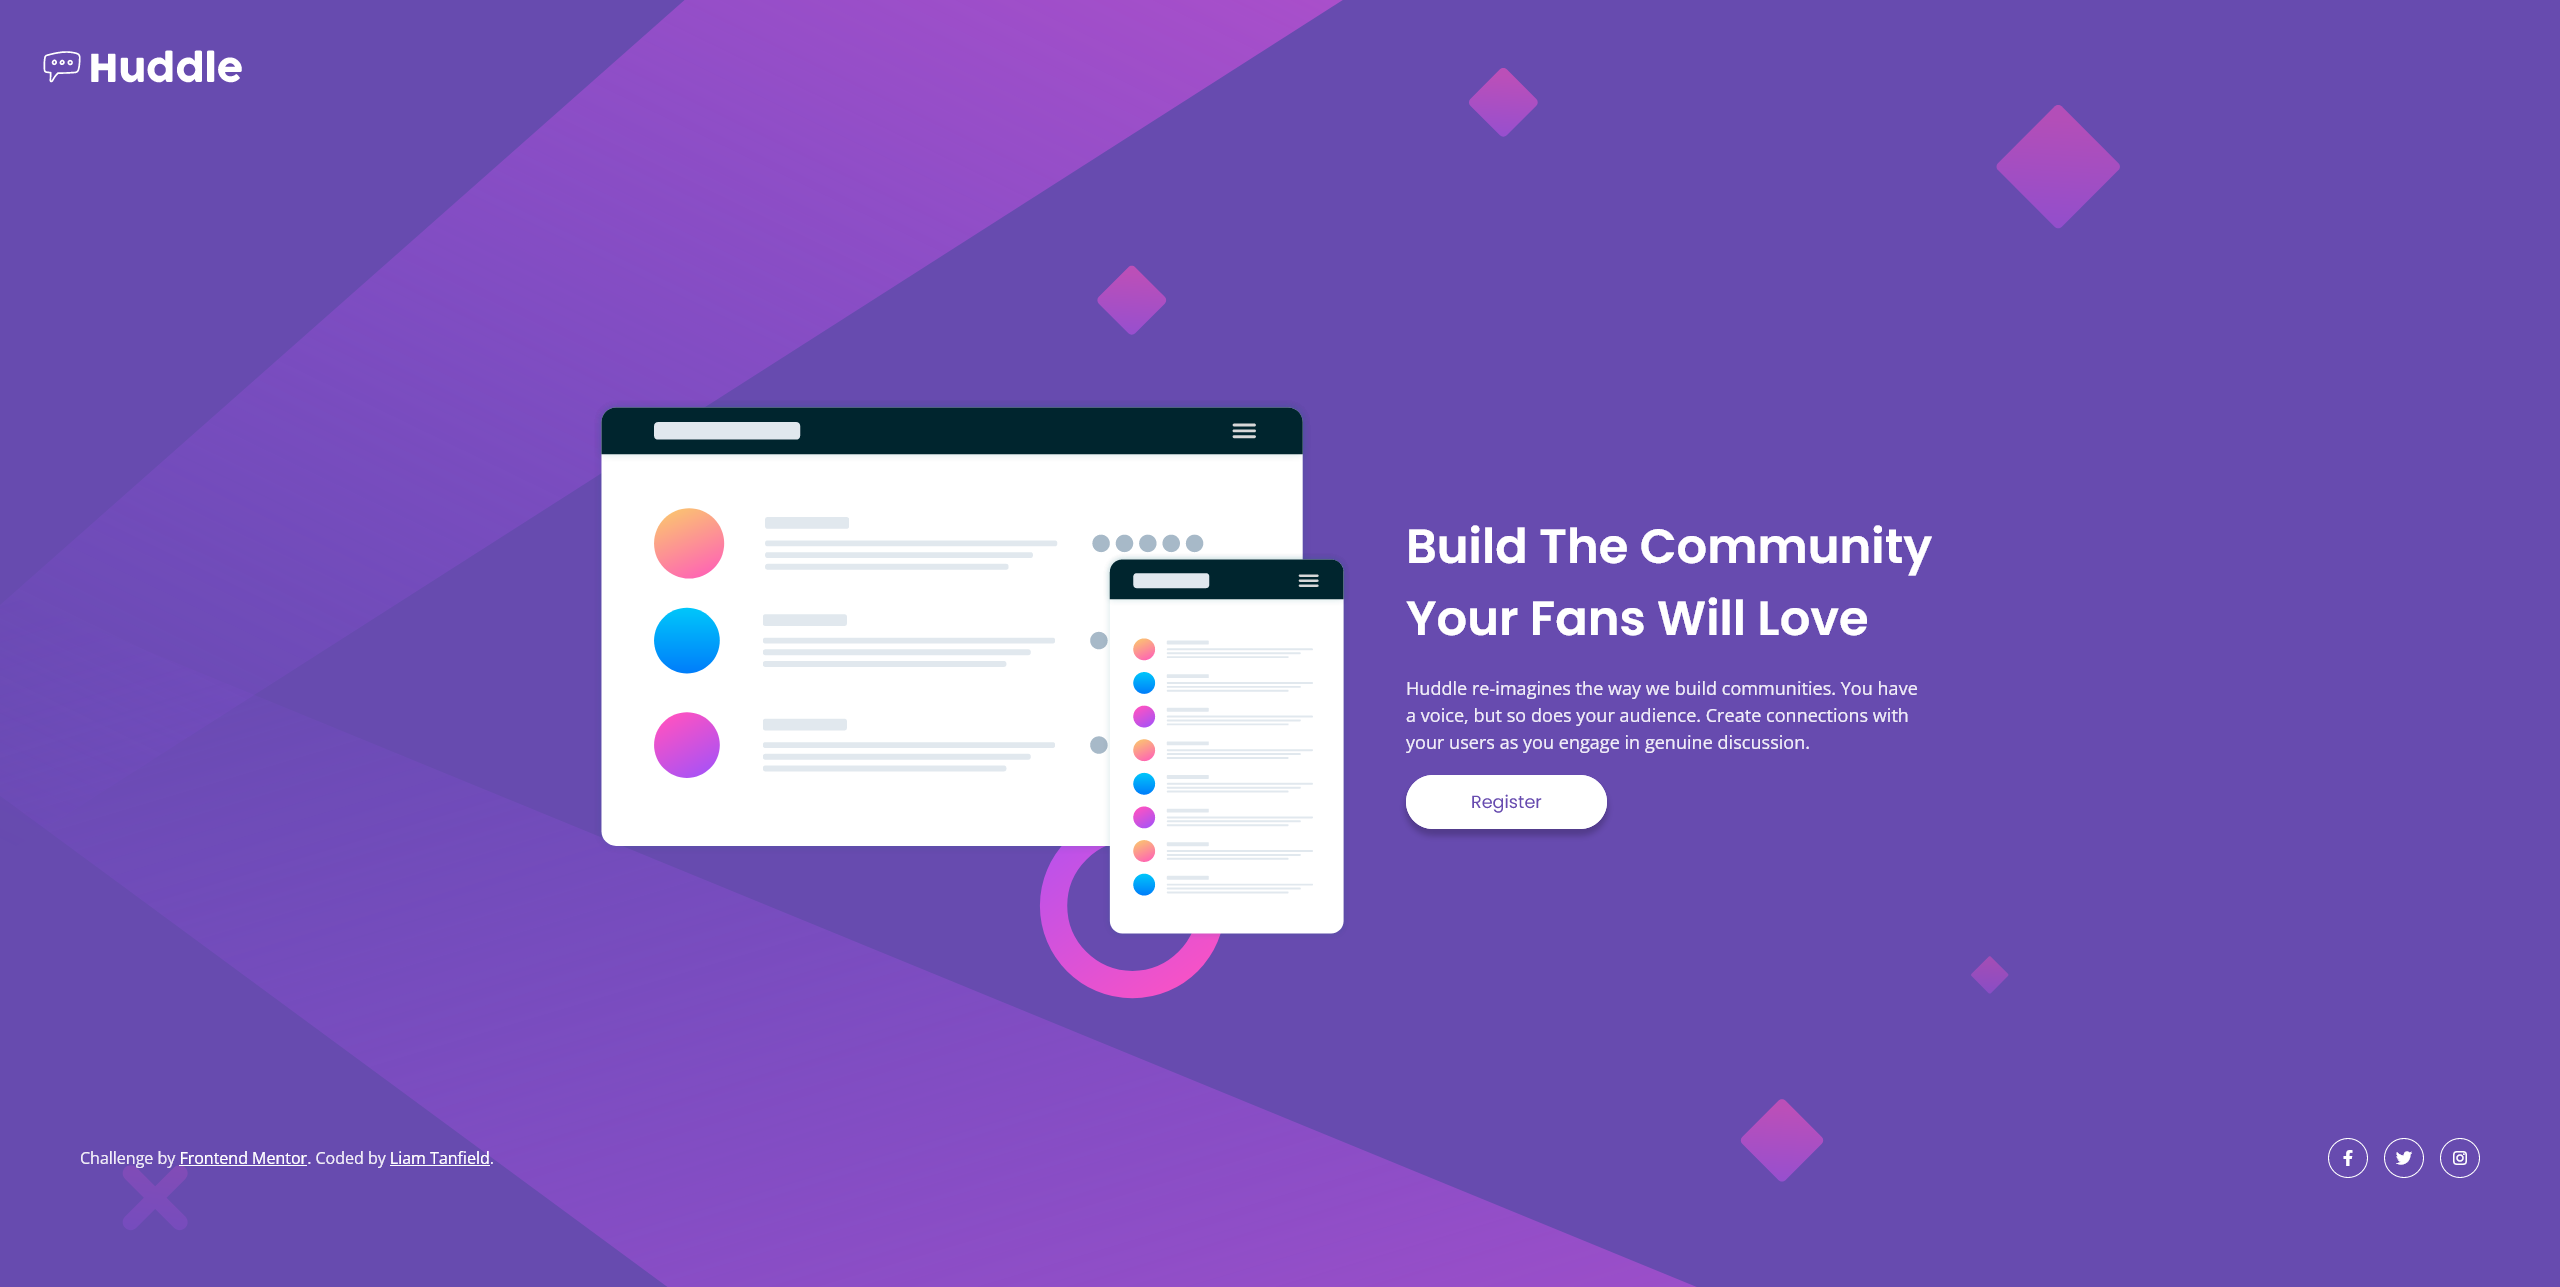 Huddle
Build The Community
Your Fans Will Love
Huddle re-imagines the way we build communities. You have
a voice, but so does your audience. Create connections with
your users as you engage in genuine discussion.
Register
Challenge by Frontend Mentor. Coded by Liam Tanfield.